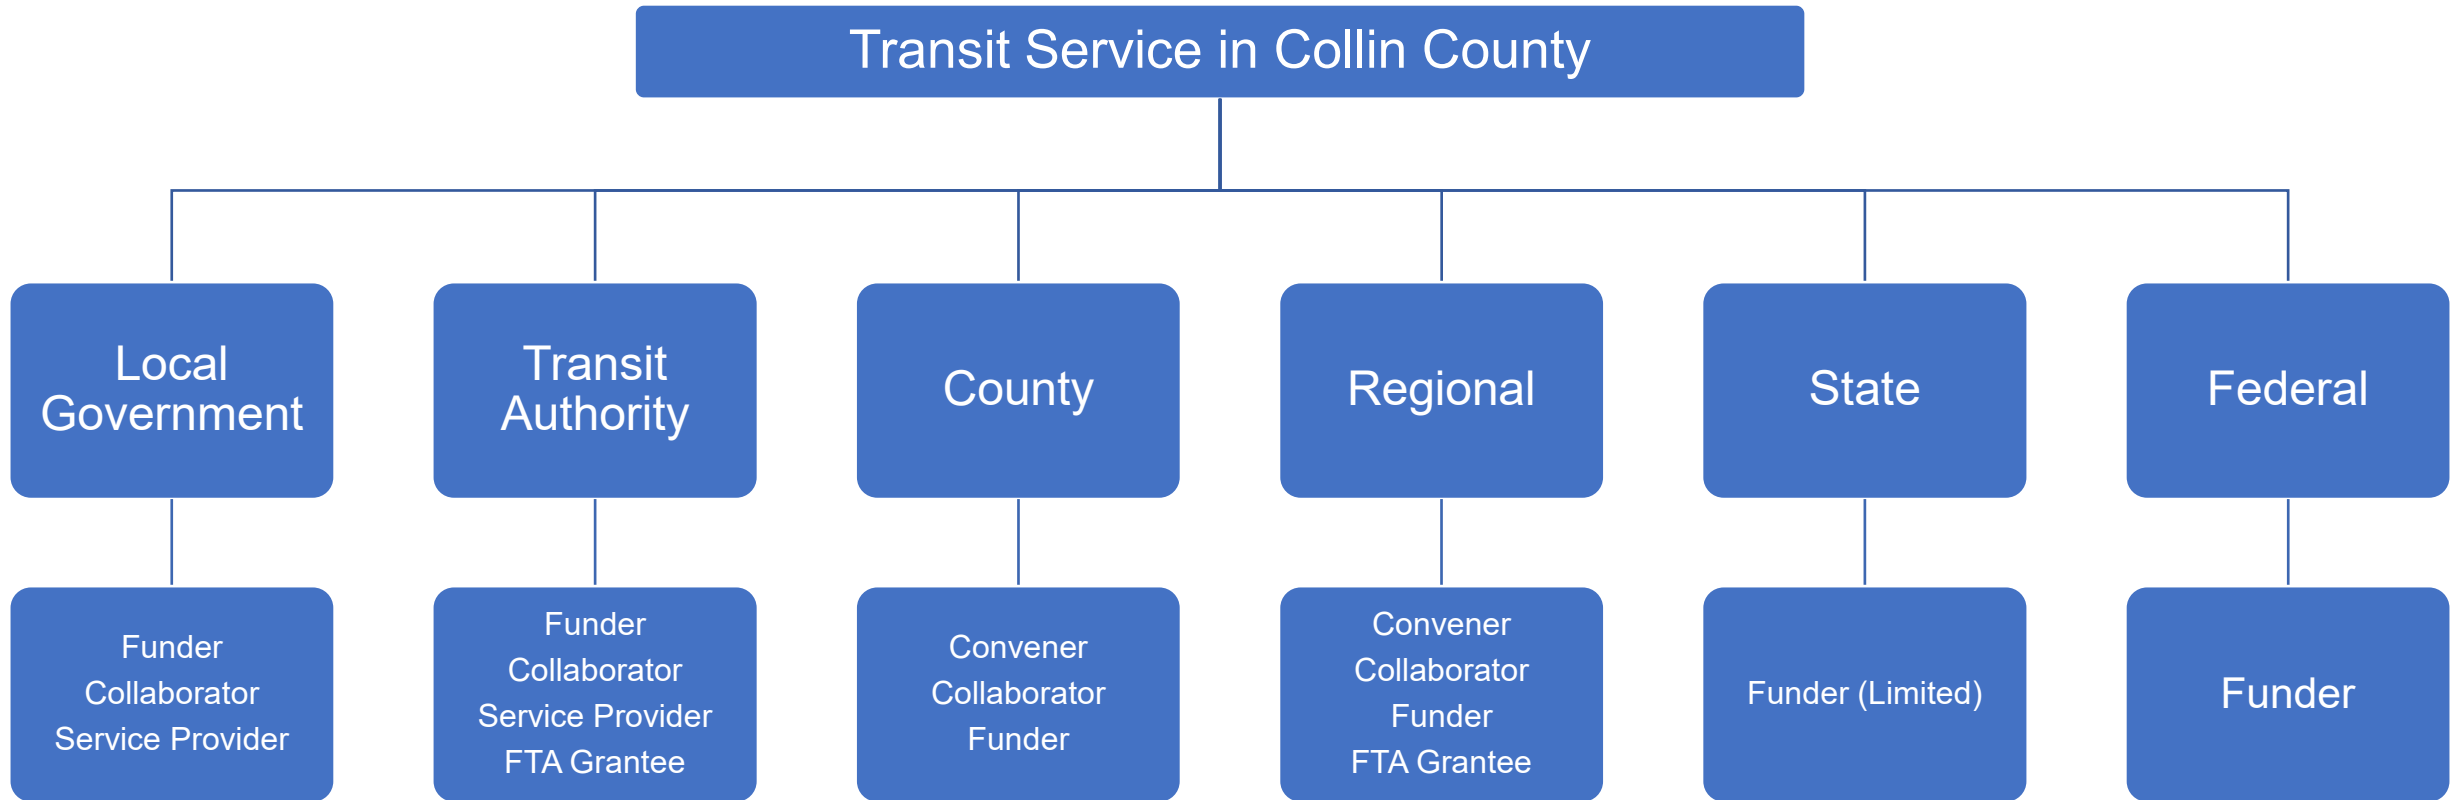 Transit Service in Collin County
Local
Government
Transit
Authority
County
Regional
State
Federal
Funder
Collaborator
Service Provider
Funder
Collaborator
Service Provider
FTA Grantee
Convener
Collaborator
Funder
Convener
Collaborator
Funder
FTA Grantee
Funder (Limited)
Funder